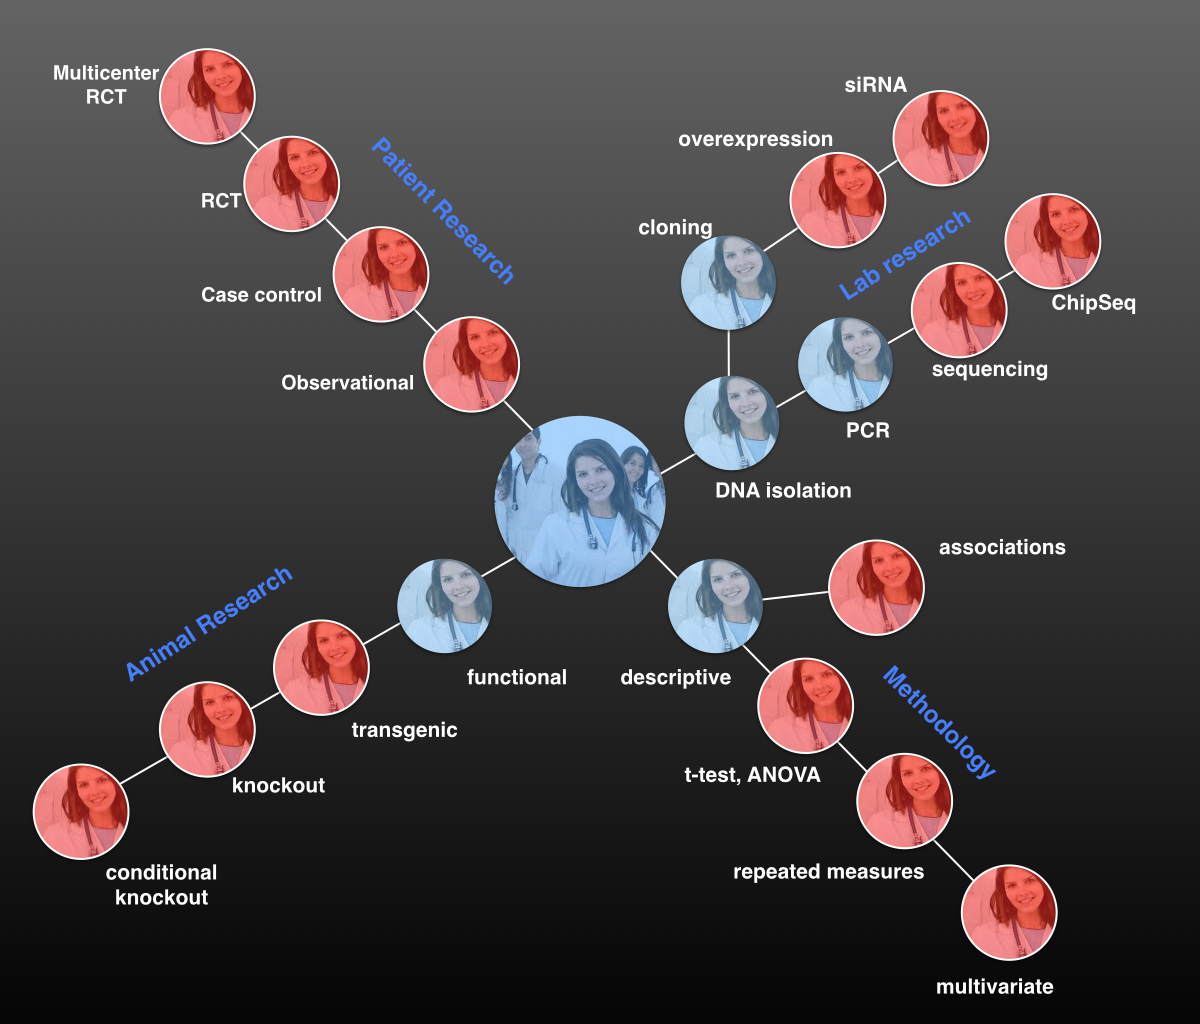 Multicenter
RCT
RCT
Case control
Observational
Patient Research
siRNA
overexpression
cloning
Lab research
ChipSeq
sequencing
PCR
DNA isolation
associations
Animal Research
functional
transgenic
knockout
conditional
knockout
descriptive
Methodology
t-test, ANOVA
repeated measures
multivariate